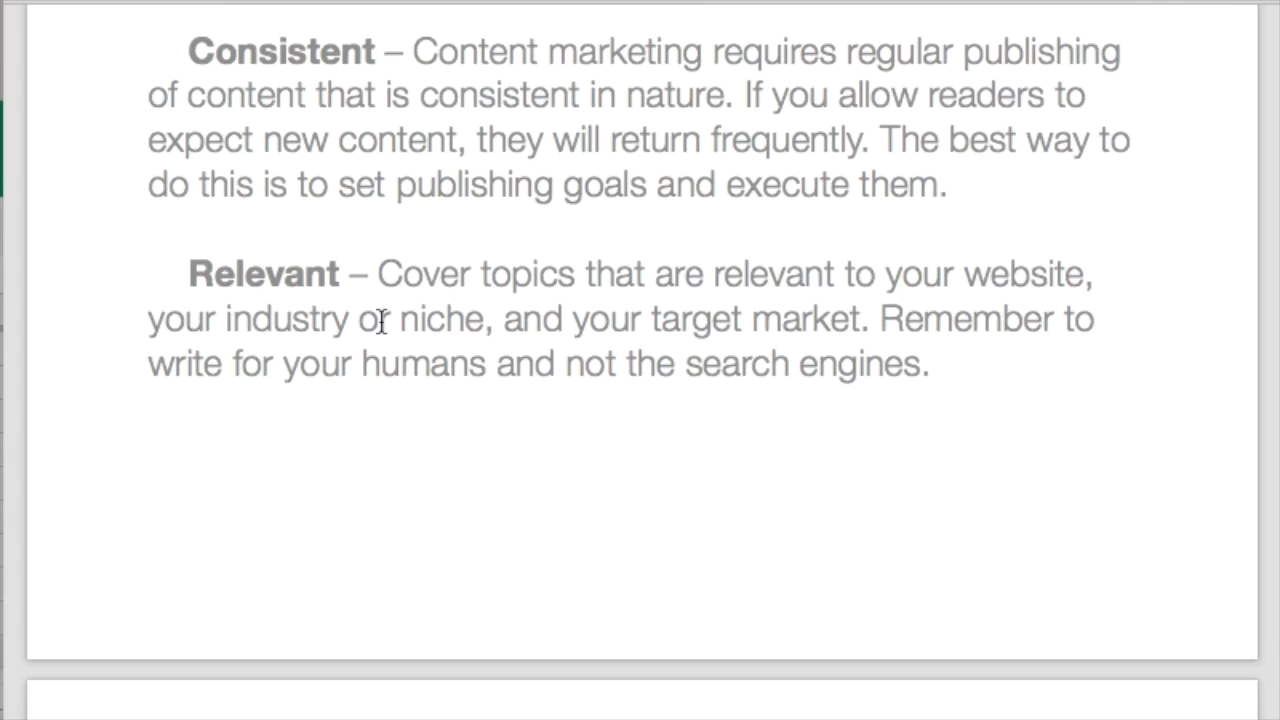 Consistent – Content marketing requires regular publishing
of content that is consistent in nature. If you allow readers to
expect new content, they will return frequently. The best way to
do this is to set publishing goals and execute them.
Relevant – Cover topics that are relevant to your website,
your industry or niche, and your target market. Remember to
write for your humans and not the search engines.